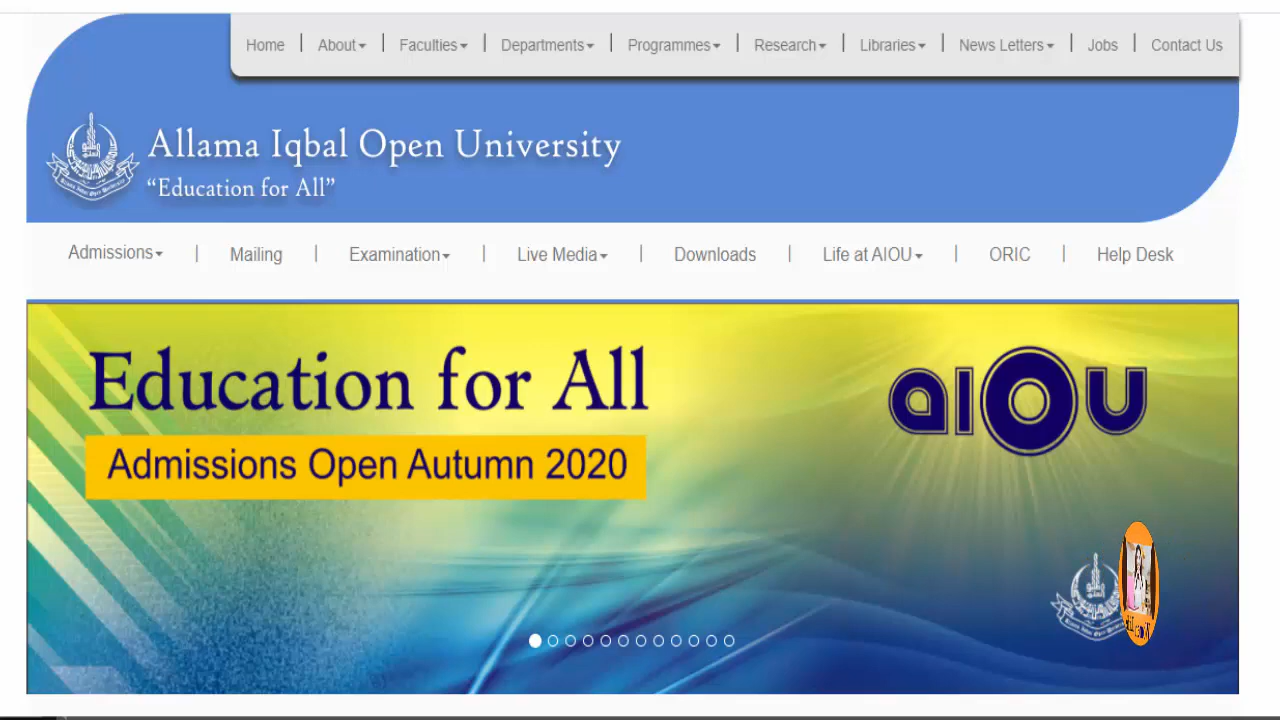 Home | About | Faculties | Departments | Programmes | Research | Libraries | News Letters | Jobs | Contact Us
Allama Iqbal Open University
“Education for All”
Admissions | Mailing | Examination | Live Media | Downloads | Life at AIOU | ORIC | Help Desk
Education for All
AIOU
Admissions Open Autumn 2020